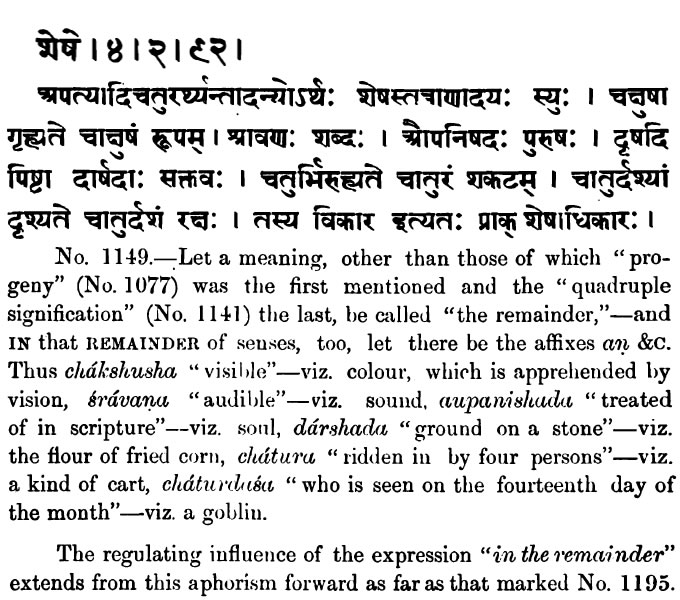 शेषे । ४ । २ । ९२ ।
अपत्यादिचतुरर्थ्यन्तादन्योऽर्थः शेषस्तत्राणादयः स्युः । चक्षुषा
गृह्यते चाक्षुषं रूपम् । श्रावणः शब्दः । औपनिषदः पुरुषः । दृषदि
पिष्टा दार्षदाः सक्तवः । चतुर्भिरुह्यते चातुरं शकटम् । चातुर्दश्यां
दृश्यते चातुर्दशं रक्षः । तस्य विकार इत्यतः प्राक् शेषाधिकारः ।
No. 1149.—Let a meaning, other than those of which "pro-
geny" (No. 1077) was the first mentioned and the "quadruple
signification" (No. 1141) the last, be called "the remainder,"—and
IN that REMAINDER of senses, too, let there be the affixes aṇ &c.
Thus chákshusha "visible"—viz. colour, which is apprehended by
vision, śrávaṇa "audible"—viz. sound, aupanishada "treated
of in scripture"—viz. soul, dárshada "ground on a stone"—viz.
the flour of fried corn, chátura "ridden in by four persons"—viz.
a kind of cart, cháturdaśa "who is seen on the fourteenth day of
the month"—viz. a goblin.
The regulating influence of the expression "in the remainder"
extends from this aphorism forward as far as that marked No. 1195.